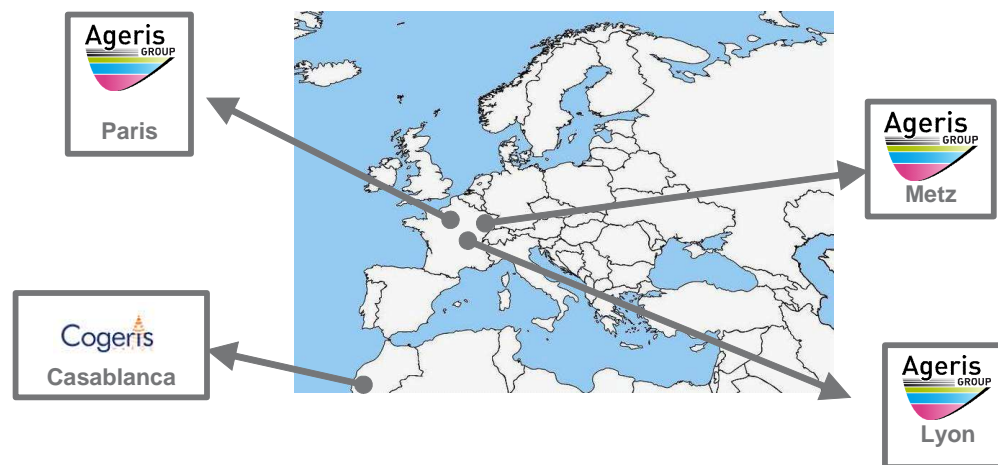 Ageris
GROUP
Paris
Ageris
GROUP
Metz
Cogeris
Casablanca
Ageris
GROUP
Lyon